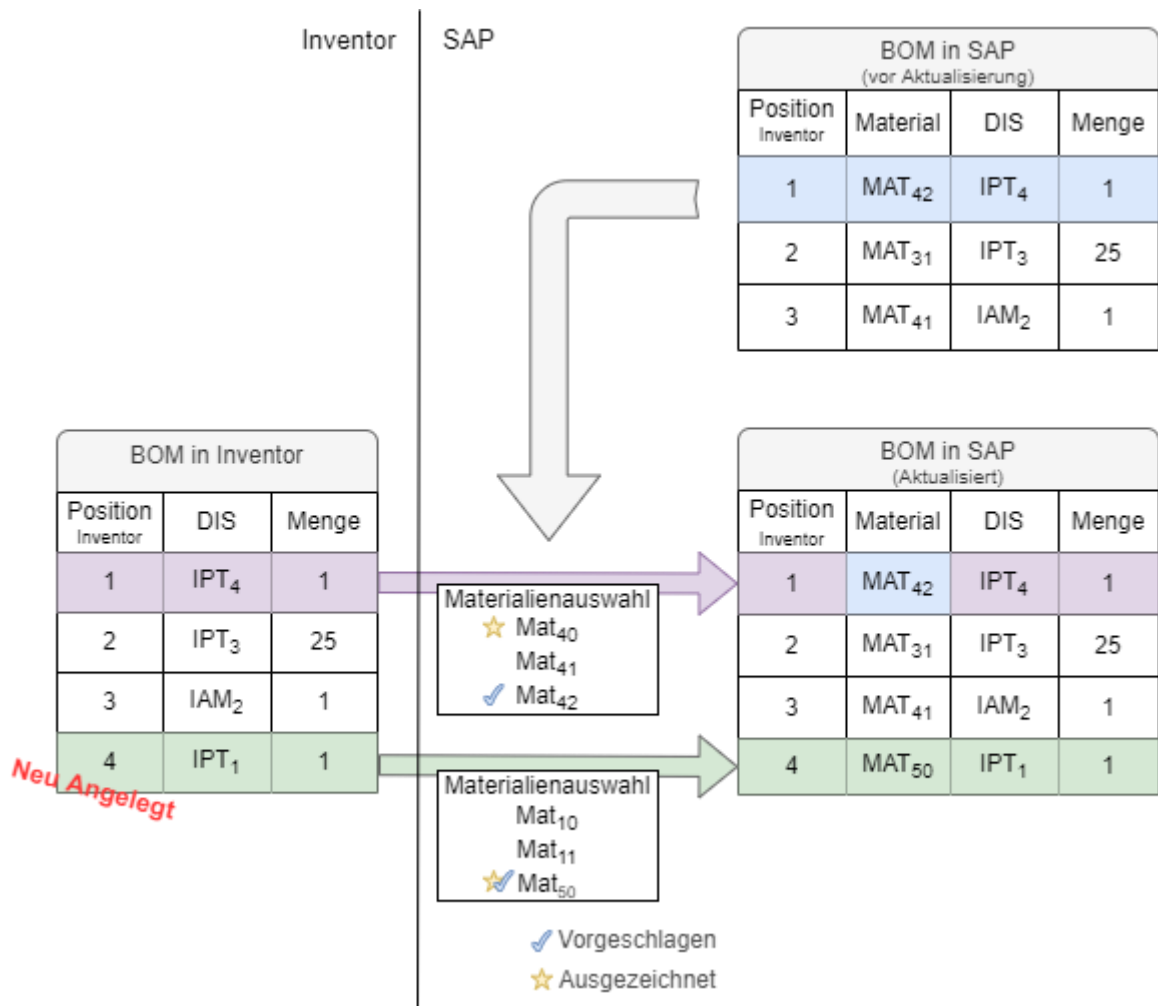 Inventor
SAP
BOM in SAP
(vor Aktualisierung)
Position Inventor Material DIS Menge
1 MAT₄₂ IPT₄ 1
2 MAT₃₁ IPT₃ 25
3 MAT₄₁ IAM₂ 1
BOM in Inventor
Position Inventor DIS Menge
1 IPT₄ 1
2 IPT₃ 25
3 IAM₂ 1
4 IPT₁ 1
Neu Angelegt
Materialienauswahl
Mat₄₀
Mat₄₁
Mat₄₂
Materialienauswahl
Mat₁₀
Mat₁₁
Mat₅₀
BOM in SAP
(Aktualisiert)
Position Inventor Material DIS Menge
1 MAT₄₂ IPT₄ 1
2 MAT₃₁ IPT₃ 25
3 MAT₄₁ IAM₂ 1
4 MAT₅₀ IPT₁ 1
Vorgeschlagen
Ausgezeichnet